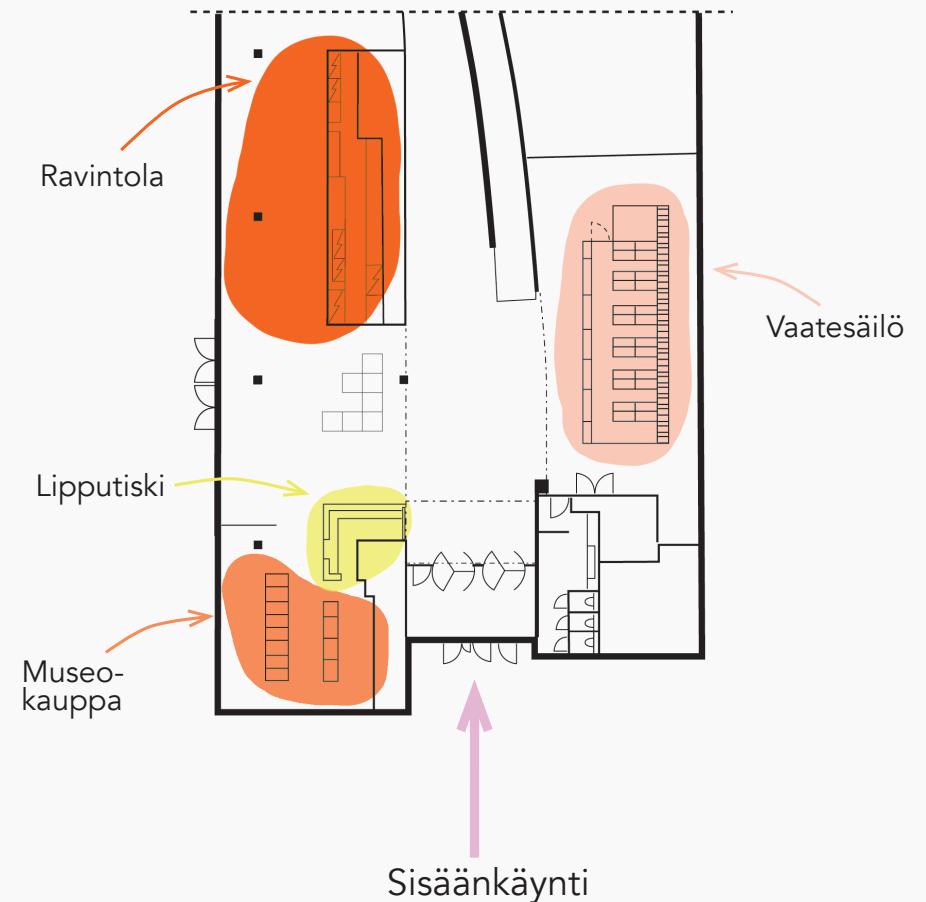 Ravintola
Vaatesäilö
Lipputiski
Museo-
kauppa
Sisäänkäynti